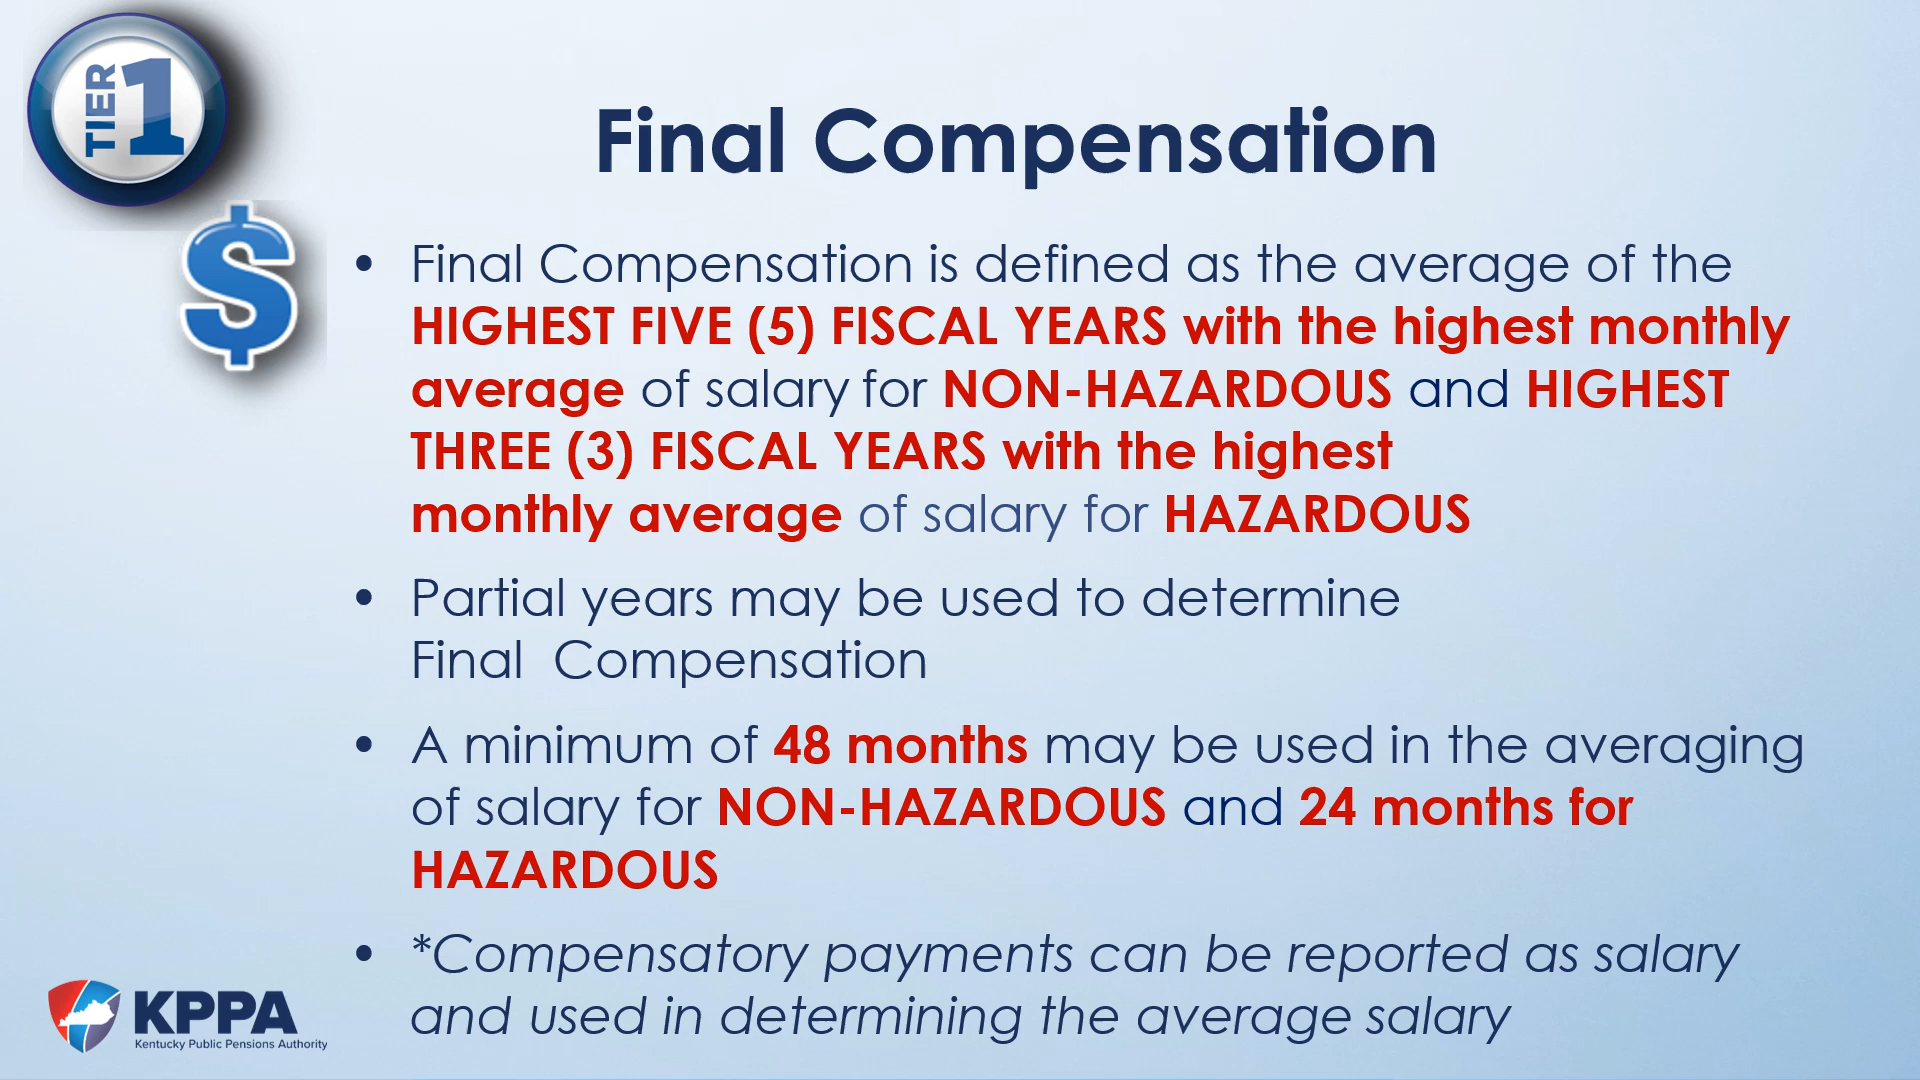 TIER 1
Final Compensation
• Final Compensation is defined as the average of the
HIGHEST FIVE (5) FISCAL YEARS with the highest monthly
average of salary for NON-HAZARDOUS and HIGHEST
THREE (3) FISCAL YEARS with the highest
monthly average of salary for HAZARDOUS
• Partial years may be used to determine
Final  Compensation
• A minimum of 48 months may be used in the averaging
of salary for NON-HAZARDOUS and 24 months for
HAZARDOUS
• *Compensatory payments can be reported as salary
and used in determining the average salary
$
KPPA
Kentucky Public Pensions Authority